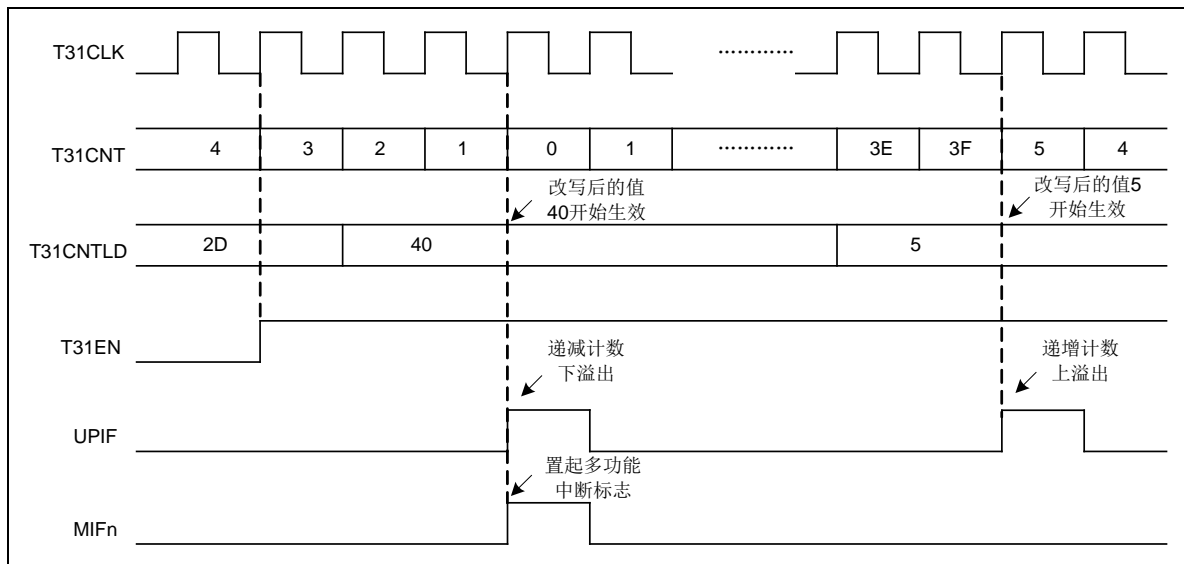 T31CLK
…………
T31CNT
4 3 2 1 0 1 ………… 3E 3F 5 4
改写后的值
40开始生效
改写后的值5
开始生效
T31CNTLD
2D 40 5
T31EN
递减计数
下溢出
递增计数
上溢出
UPIF
置起多功能
中断标志
MIFn